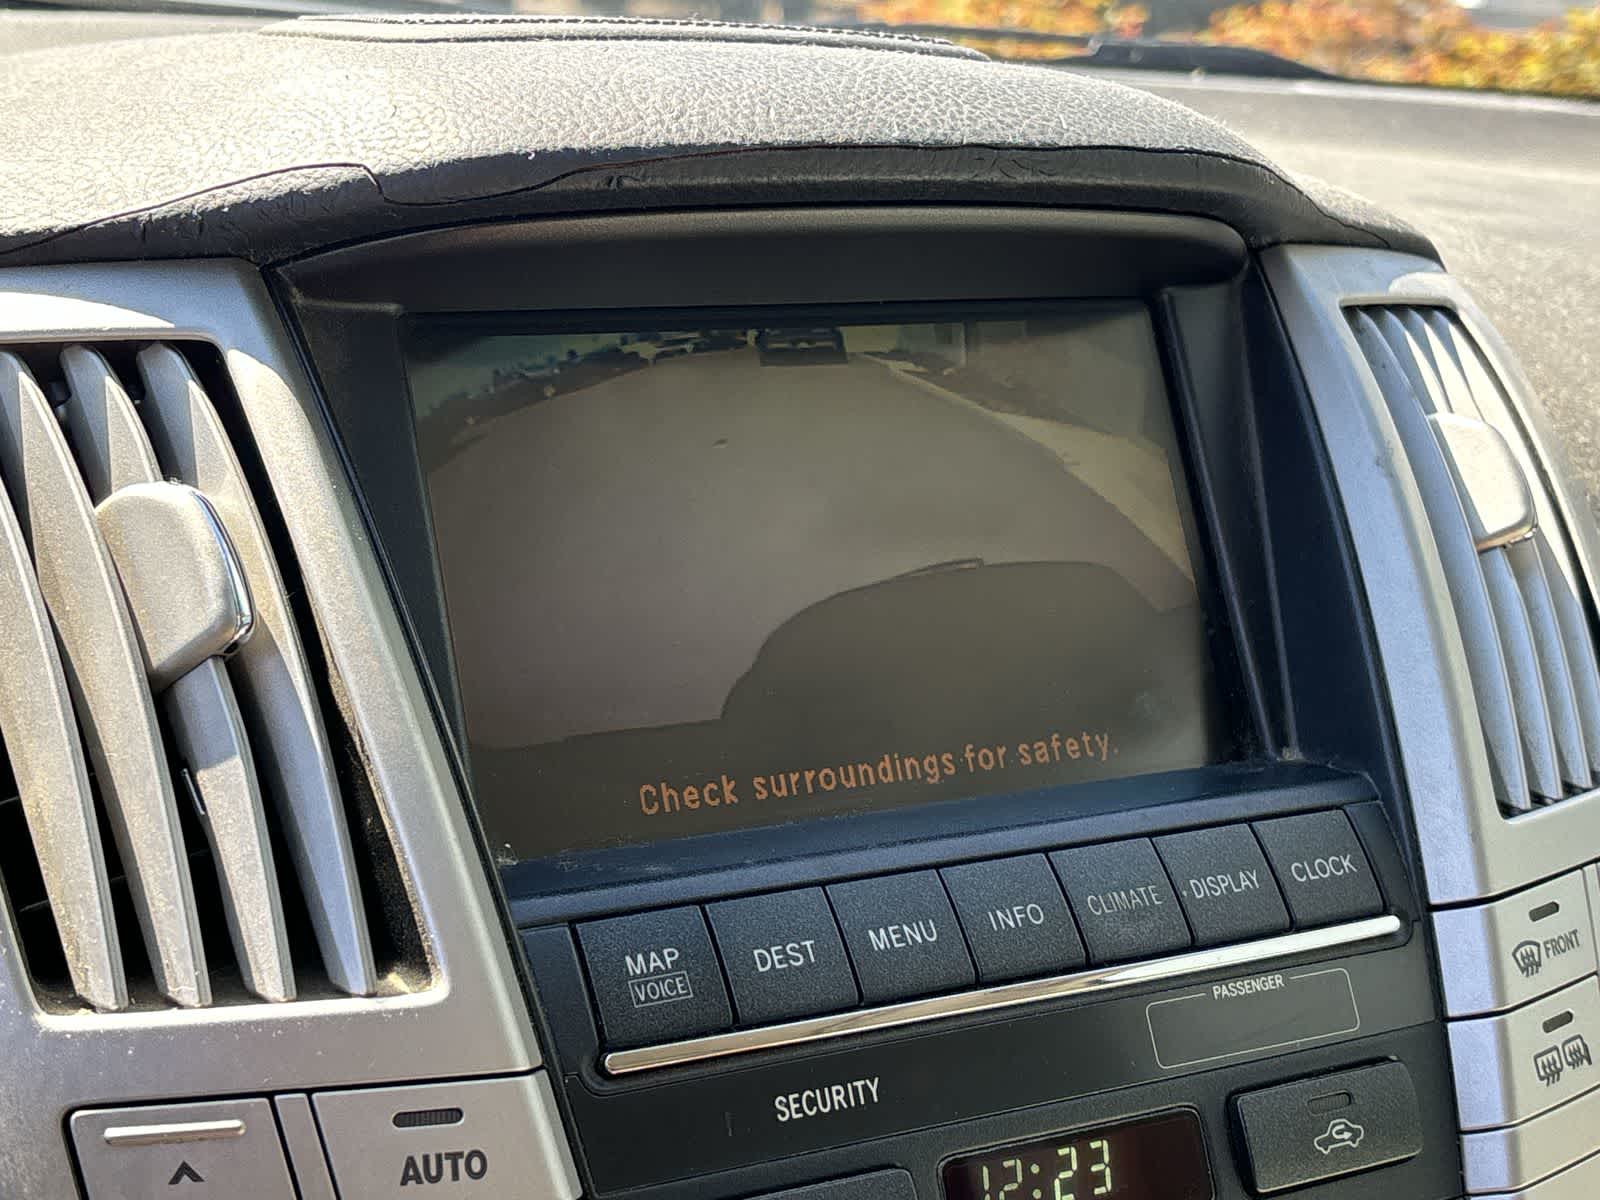 Check surroundings for safety.
MAP
VOICE
DEST
MENU
INFO
CLIMATE
DISPLAY
CLOCK
FRONT
PASSENGER
SECURITY
AUTO
12:23